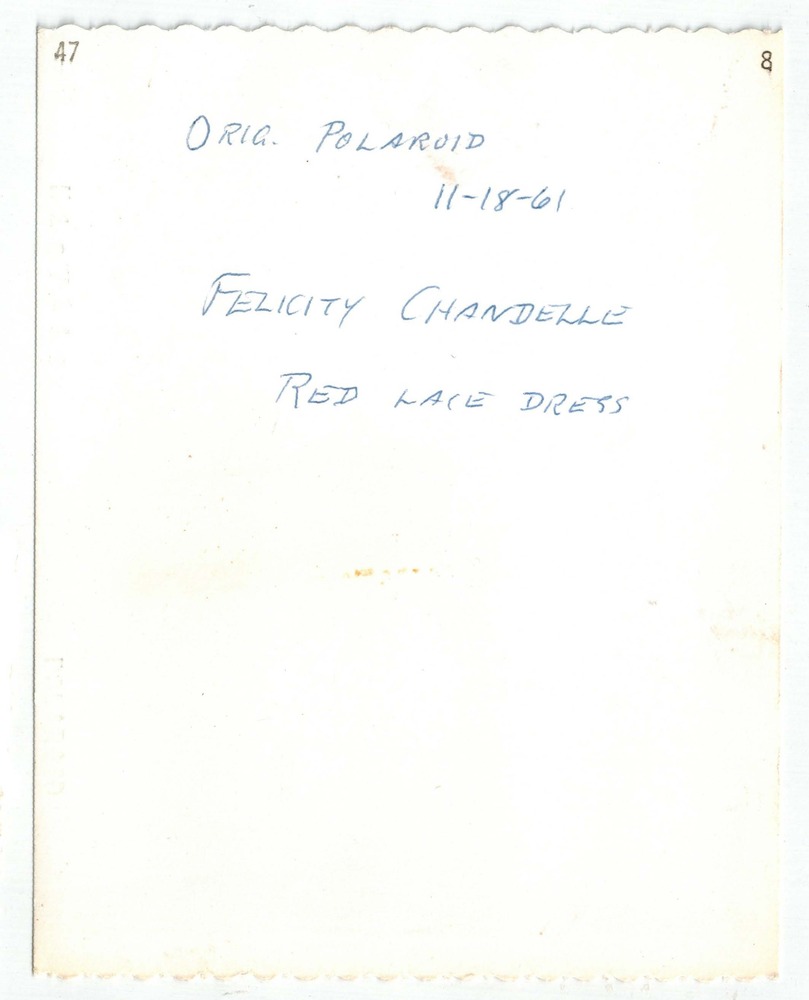 47 8
ORIG. POLAROID
11-18-61
FELICITY CHANDELLE
RED LACE DRESS